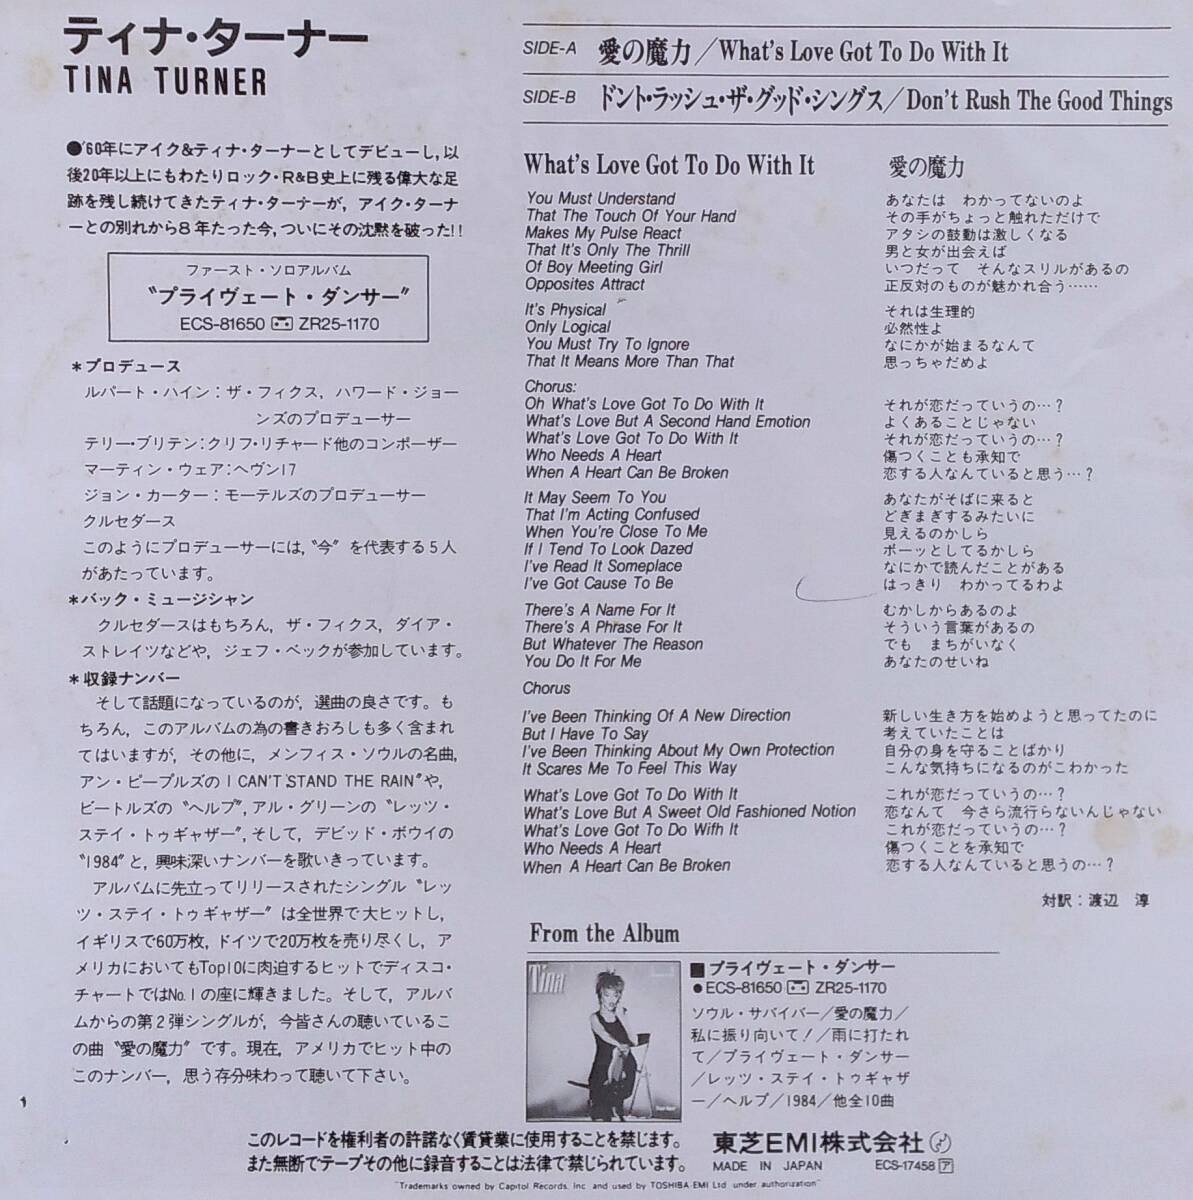 ティナ・ターナー
TINA TURNER
SIDE-A 愛の魔力／What's Love Got To Do With It
SIDE-B ドント・ラッシュ・ザ・グッド・シングス／Don't Rush The Good Things
●'60年にアイク&ティナ・ターナーとしてデビューし, 以
後20年以上にもわたりロック・R&B史上に残る偉大な足
跡を残し続けてきたティナ・ターナーが, アイク・ターナ
ーとの別れから8年たった今, ついにその沈黙を破った!!
ファースト・ソロアルバム
〝プライヴェート・ダンサー〟
ECS-81650 ZR25-1170
＊プロデュース
ルパート・ハイン：ザ・フィクス, ハワード・ジョー
ンズのプロデューサー
テリー・ブリテン：クリフ・リチャード他のコンポーザー
マーティン・ウェア：ヘヴン17
ジョン・カーター：モーテルズのプロデューサー
クルセダース
このようにプロデューサーには,〝今〟を代表する5人
があたっています。
＊バック・ミュージシャン
クルセダースはもちろん, ザ・フィクス, ダイア・
ストレイツなどや, ジェフ・ベックが参加しています。
＊収録ナンバー
そして話題になっているのが, 選曲の良さです。も
ちろん, このアルバムの為の書きおろしも多く含まれ
てはいますが, その他に, メンフィス・ソウルの名曲,
アン・ピーブルズの I CAN'T STAND THE RAIN や,
ビートルズの〝ヘルプ〟, アル・グリーンの〝レッツ・
ステイ・トゥギャザー〟, そして, デビッド・ボウイの
〝1984〟と, 興味深いナンバーを歌いきっています。
アルバムに先立ってリリースされたシングル〝レッ
ツ・ステイ・トゥギャザー〟は全世界で大ヒットし,
イギリスで60万枚, ドイツで20万枚を売り尽くし, ア
メリカにおいてもTop10に肉迫するヒットでディスコ・
チャートではNo.1の座に輝きました。そして, アルバ
ムからの第2弾シングルが, 今皆さんの聴いているこ
の曲〝愛の魔力〟です。現在, アメリカでヒット中の
このナンバー, 思う存分味わって聴いて下さい。
What's Love Got To Do With It
You Must Understand
That The Touch Of Your Hand
Makes My Pulse React
That It's Only The Thrill
Of Boy Meeting Girl
Opposites Attract
It's Physical
Only Logical
You Must Try To Ignore
That It Means More Than That
Chorus:
Oh What's Love Got To Do With It
What's Love But A Second Hand Emotion
What's Love Got To Do With It
Who Needs A Heart
When A Heart Can Be Broken
It May Seem To You
That I'm Acting Confused
When You're Close To Me
If I Tend To Look Dazed
I've Read It Someplace
I've Got Cause To Be
There's A Name For It
There's A Phrase For It
But Whatever The Reason
You Do It For Me
Chorus
I've Been Thinking Of A New Direction
But I Have To Say
I've Been Thinking About My Own Protection
It Scares Me To Feel This Way
What's Love Got To Do With It
What's Love But A Sweet Old Fashioned Notion
What's Love Got To Do With It
Who Needs A Heart
When A Heart Can Be Broken
愛の魔力
あなたは　わかってないのよ
その手がちょっと触れただけで
アタシの鼓動は激しくなる
男と女が出会えば
いつだって　そんなスリルがあるの
正反対のものが魅かれ合う……
それは生理的
必然性よ
なにかが始まるなんて
思っちゃだめよ
それが恋だっていうの…？
よくあることじゃない
それが恋だっていうの…？
傷つくことも承知で
恋する人なんていると思う…？
あなたがそばに来ると
どぎまぎするみたいに
見えるのかしら
ボーッとしてるかしら
なにかで読んだことがある
はっきり　わかってるわよ
むかしからあるのよ
そういう言葉があるの
でも　まちがいなく
あなたのせいね
新しい生き方を始めようと思ってたのに
考えていたことは
自分の身を守ることばかり
こんな気持ちになるのがこわかった
これが恋だっていうの…？
恋なんて　今さら流行らないんじゃない
これが恋だっていうの…？
傷つくことを承知で
恋する人なんていると思うの…？
対訳：渡辺　淳
From the Album
Tina
■プライヴェート・ダンサー
●ECS-81650 ZR25-1170
ソウル・サバイバー／愛の魔力／
私に振り向いて！／雨に打たれ
て／プライヴェート・ダンサー
／レッツ・ステイ・トゥギャザ
ー／ヘルプ／1984／他全10曲
このレコードを権利者の許諾なく賃貸業に使用することを禁じます。
また無断でテープその他に録音することは法律で禁じられています。
東芝EMI株式会社
MADE IN JAPAN ECS-17458 ア
"Trademarks owned by Capitol Records, Inc. and used by TOSHIBA-EMI Ltd. under authorization"